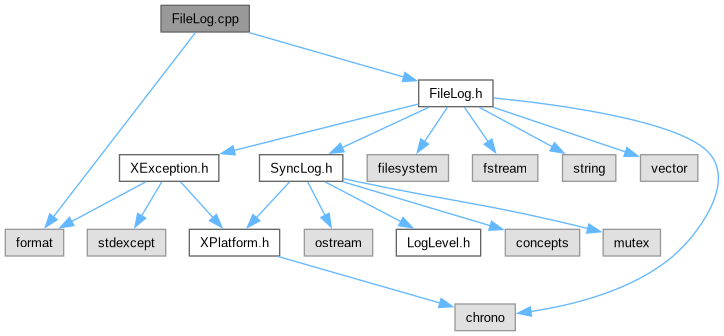 FileLog.cpp
FileLog.h
XException.h
SyncLog.h
filesystem
fstream
string
vector
format
stdexcept
XPlatform.h
ostream
LogLevel.h
concepts
mutex
chrono